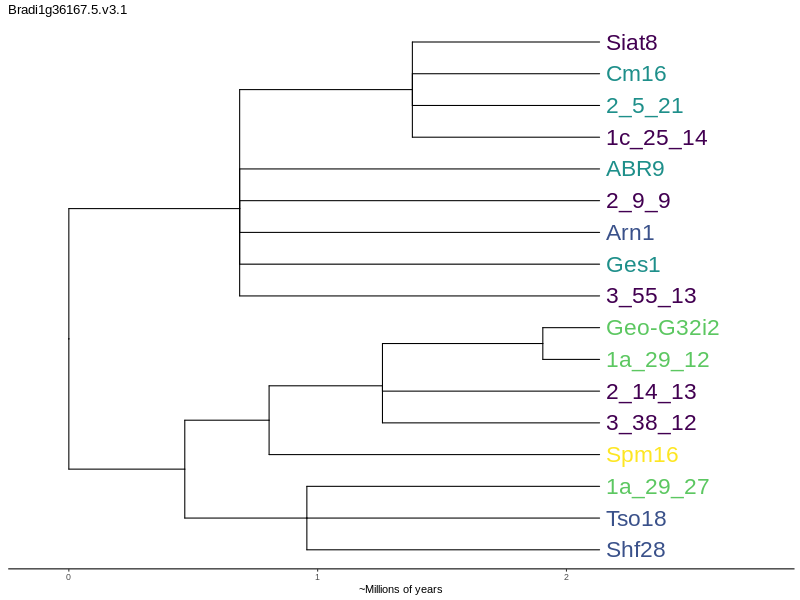 Bradi1g36167.5.v3.1
Siat8
Cm16
2_5_21
1c_25_14
ABR9
2_9_9
Arn1
Ges1
3_55_13
Geo-G32i2
1a_29_12
2_14_13
3_38_12
Spm16
1a_29_27
Tso18
Shf28
0 1 2
~Millions of years